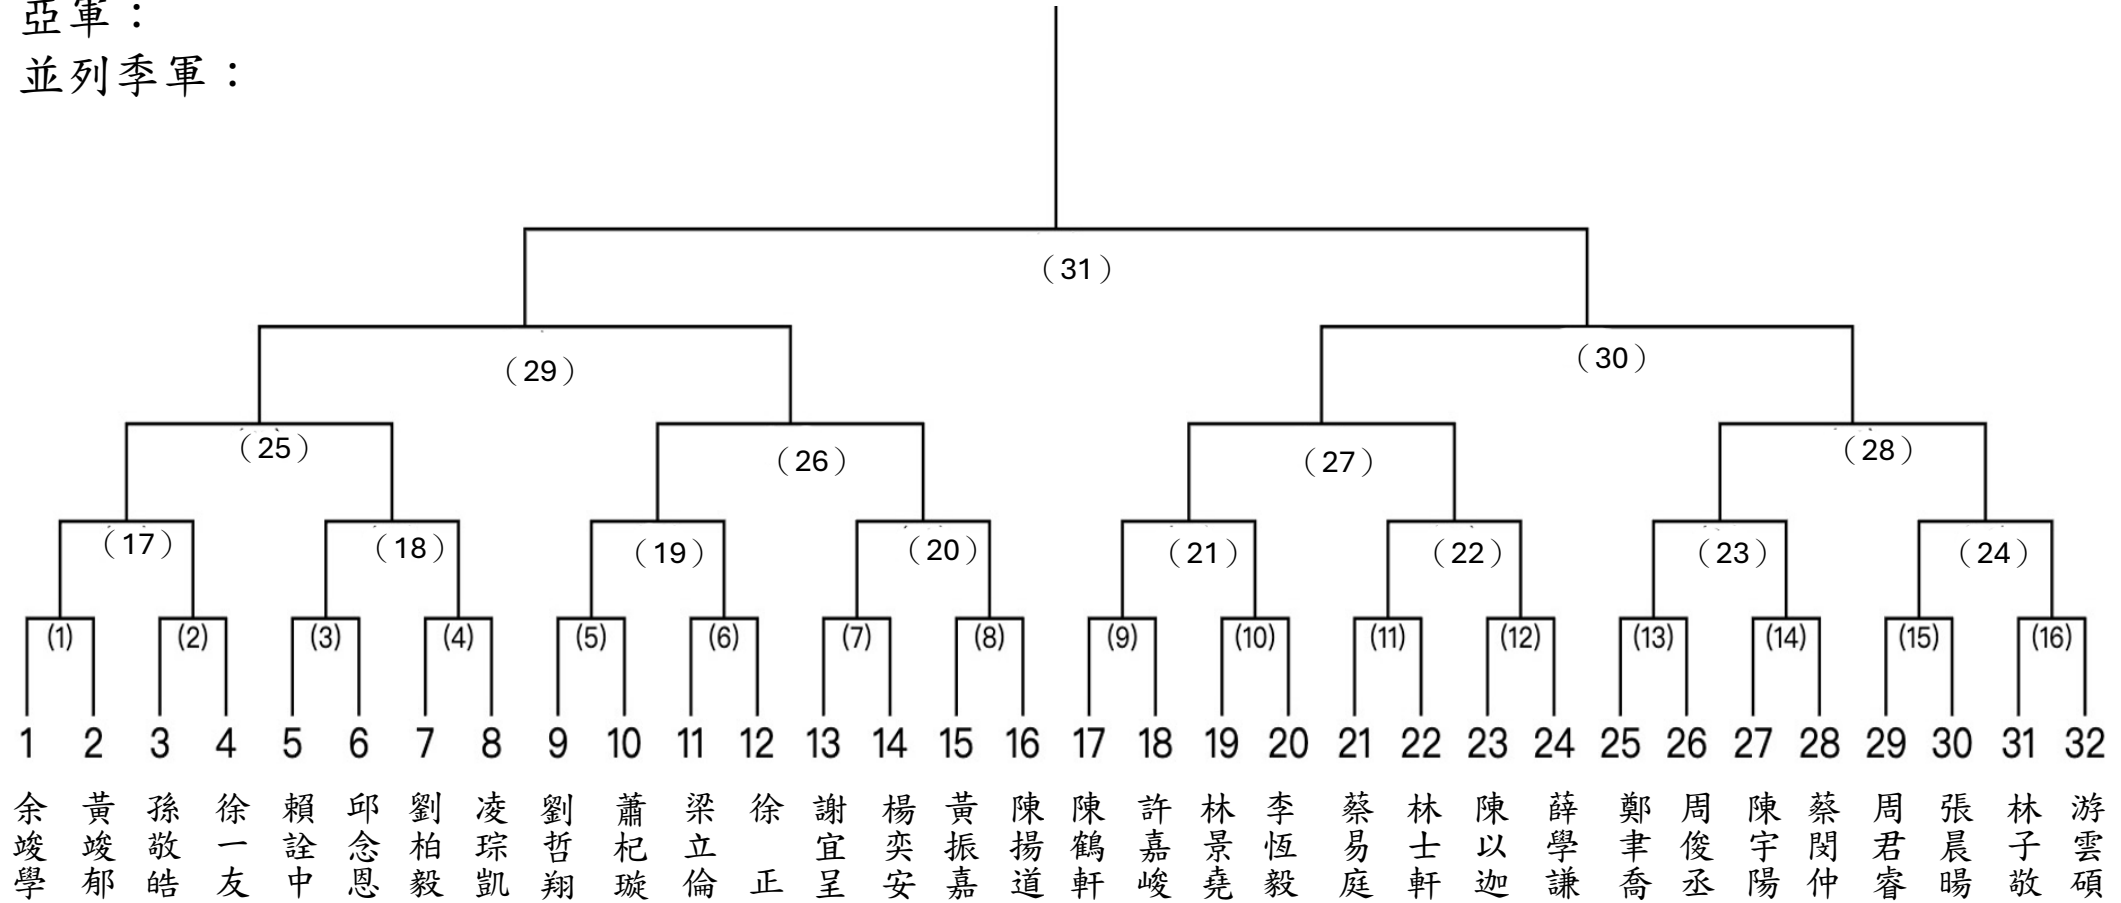 亞軍：
並列季軍：
（31）
（29）
（30）
（25）
（26）
（27）
（28）
（17）
（18）
（19）
（20）
（21）
（22）
（23）
（24）
(1) (2) (3) (4) (5) (6) (7) (8) (9) (10) (11) (12) (13) (14) (15) (16)
1 2 3 4 5 6 7 8 9 10 11 12 13 14 15 16 17 18 19 20 21 22 23 24 25 26 27 28 29 30 31 32
余竣學
黃竣郁
孫敬皓
徐一友
賴詮中
邱念恩
劉柏毅
凌琮凱
劉哲翔
蕭杞璇
梁立倫
徐正
謝宜呈
楊奕安
黃振嘉
陳揚道
陳鶴軒
許嘉峻
林景堯
李恆毅
蔡易庭
林士軒
陳以迦
薛學謙
鄭聿喬
周俊丞
陳宇陽
蔡閔仲
周君睿
張晨暘
林子敬
游雲碩